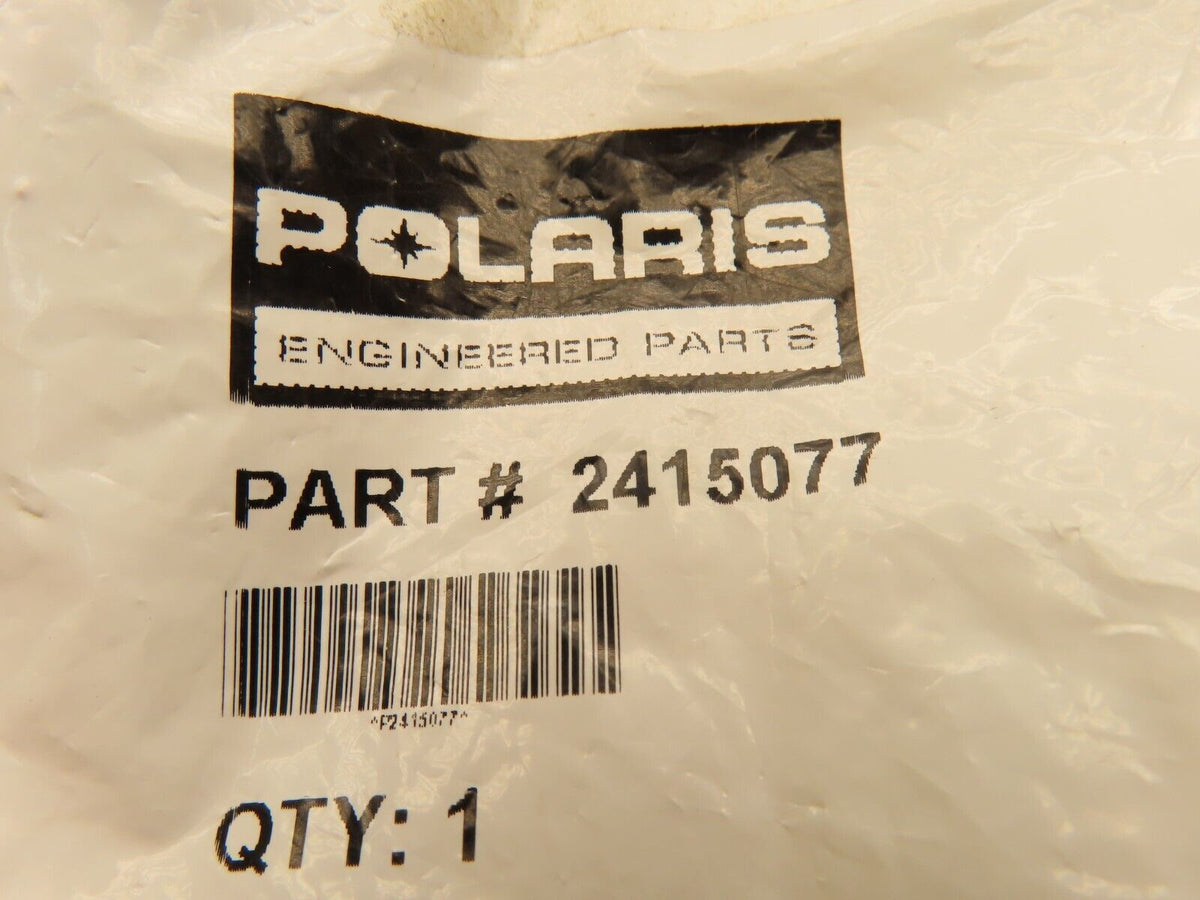 POLARIS
ENGINEERED PARTS
PART # 2415077
*P2415077*
QTY: 1